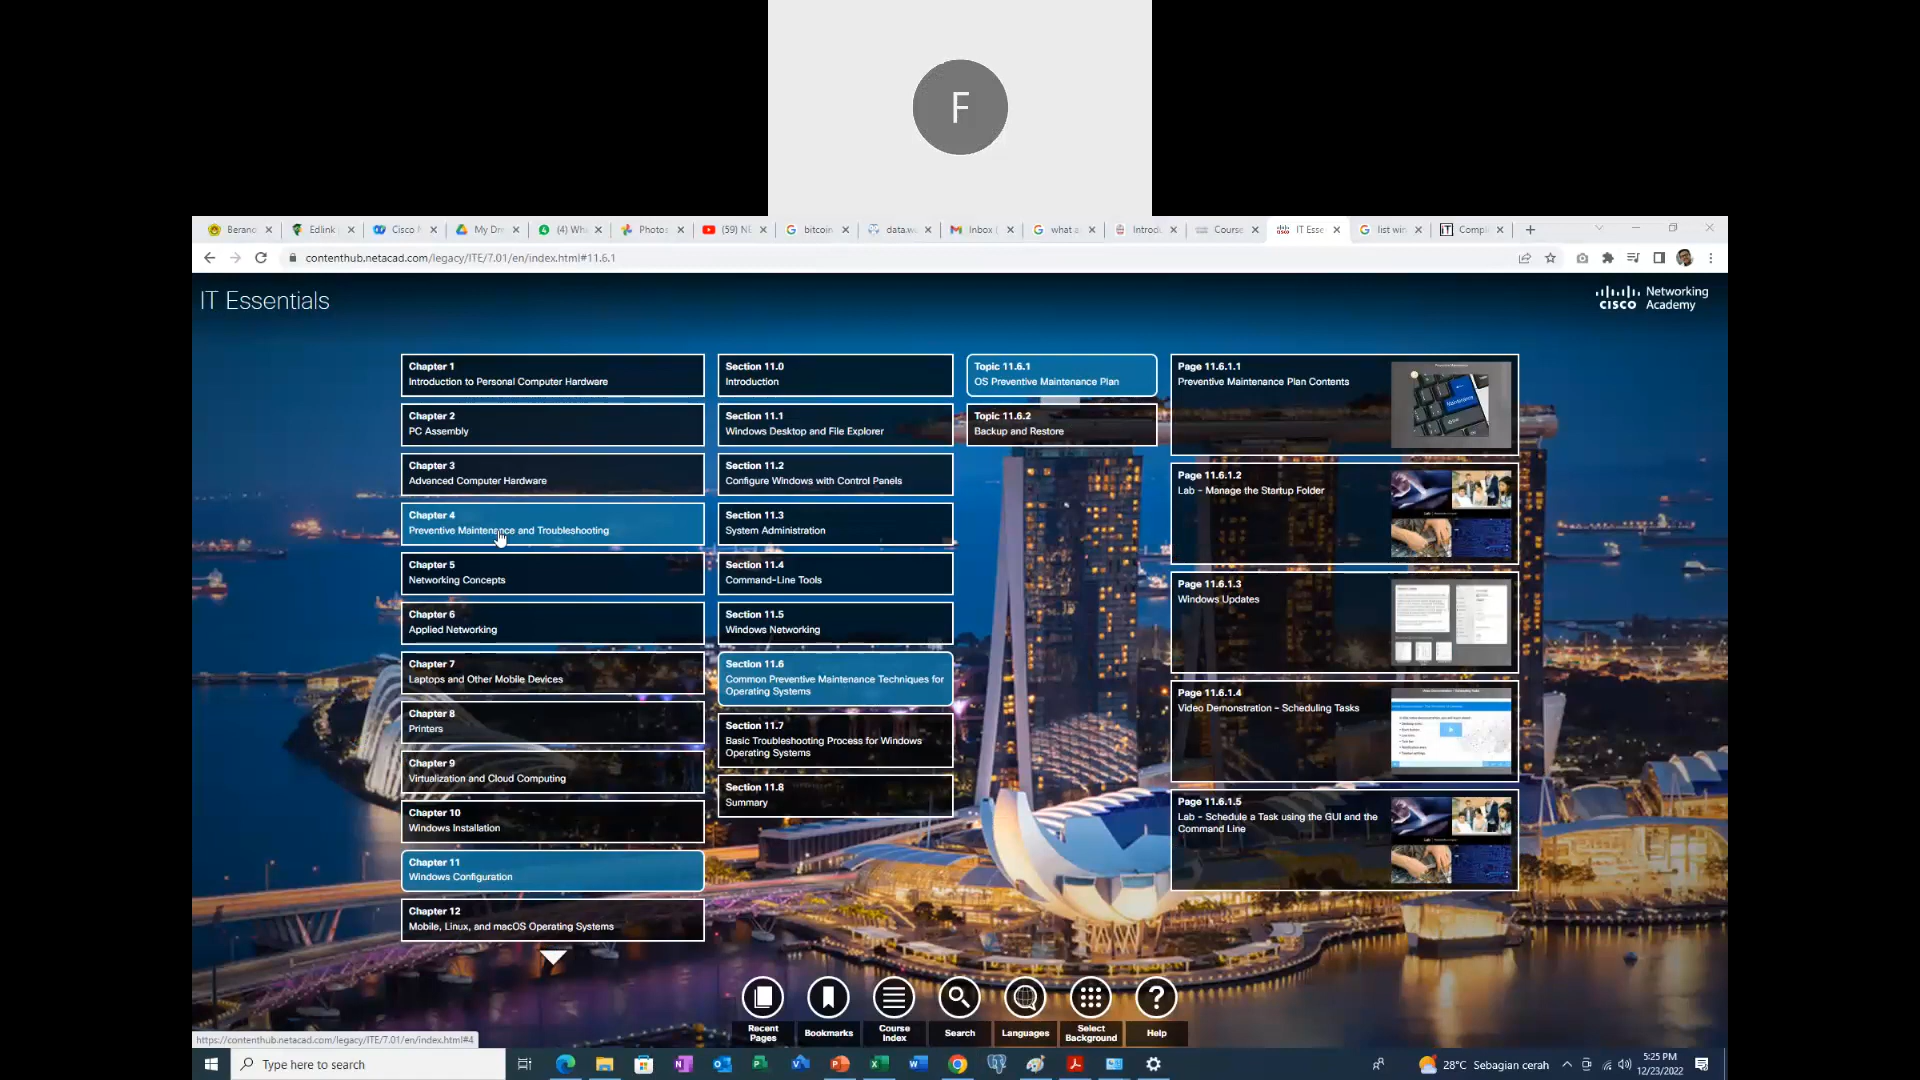 F
Beran
Edlink
Cisco
My Dri
(4) Wha
Photos
(59) NE
bitcoin
data.w
Inbox (
what a
Introdu
Course
IT Esse
list win
Compl
contenthub.netacad.com/legacy/ITE/7.01/en/index.html#11.6.1
IT Essentials
Networking
CISCO Academy
Chapter 1
Introduction to Personal Computer Hardware
Chapter 2
PC Assembly
Chapter 3
Advanced Computer Hardware
Chapter 4
Preventive Maintenance and Troubleshooting
Chapter 5
Networking Concepts
Chapter 6
Applied Networking
Chapter 7
Laptops and Other Mobile Devices
Chapter 8
Printers
Chapter 9
Virtualization and Cloud Computing
Chapter 10
Windows Installation
Chapter 11
Windows Configuration
Chapter 12
Mobile, Linux, and macOS Operating Systems
Section 11.0
Introduction
Section 11.1
Windows Desktop and File Explorer
Section 11.2
Configure Windows with Control Panels
Section 11.3
System Administration
Section 11.4
Command-Line Tools
Section 11.5
Windows Networking
Section 11.6
Common Preventive Maintenance Techniques for
Operating Systems
Section 11.7
Basic Troubleshooting Process for Windows
Operating Systems
Section 11.8
Summary
Topic 11.6.1
OS Preventive Maintenance Plan
Topic 11.6.2
Backup and Restore
Page 11.6.1.1
Preventive Maintenance Plan Contents
Page 11.6.1.2
Lab - Manage the Startup Folder
Page 11.6.1.3
Windows Updates
Page 11.6.1.4
Video Demonstration - Scheduling Tasks
Page 11.6.1.5
Lab - Schedule a Task using the GUI and the
Command Line
Recent
Pages
Bookmarks
Course
Index
Search
Languages
Select
Background
Help
https://contenthub.netacad.com/legacy/ITE/7.01/en/index.html#4
Type here to search
28°C Sebagian cerah
5:25 PM
12/23/2022